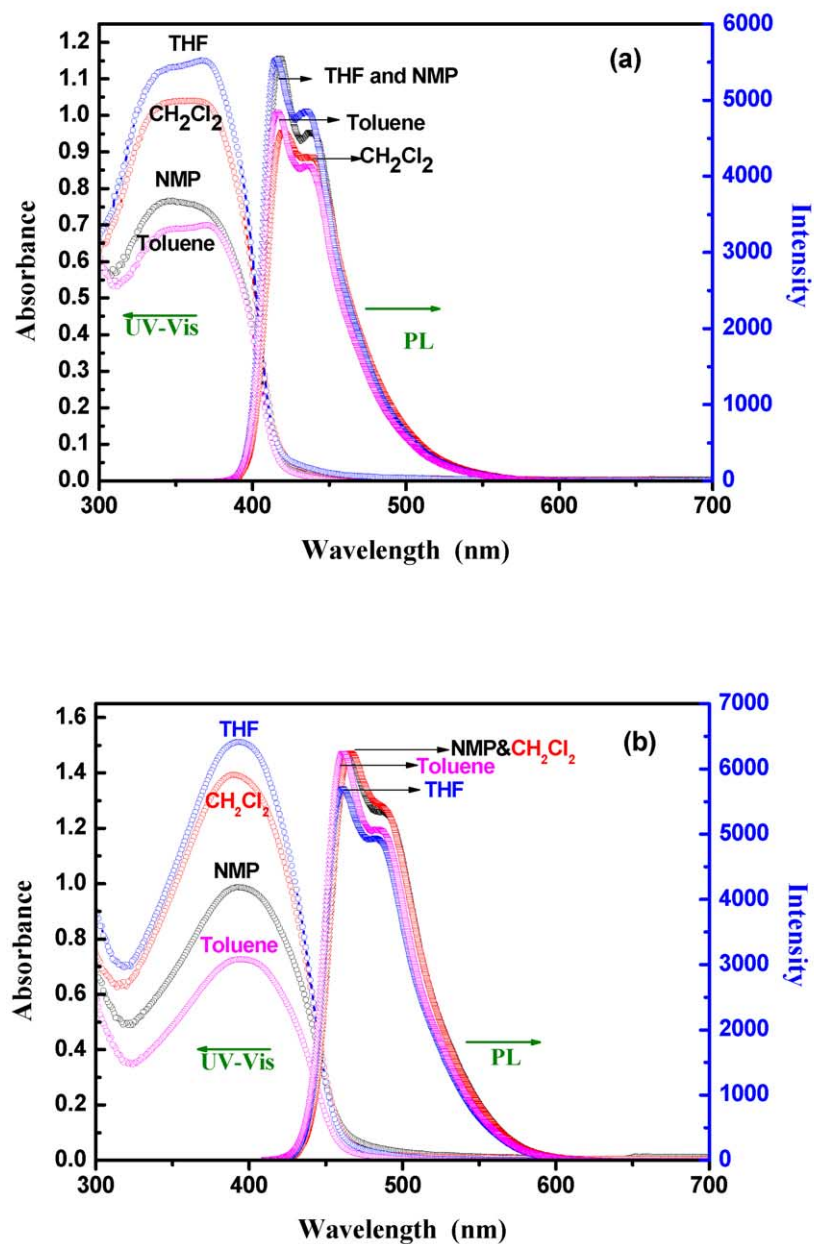 (a)
THF
CH₂Cl₂
NMP
Toluene
THF and NMP
Toluene
CH₂Cl₂
UV-Vis
PL
1.2
1.1
1.0
0.9
0.8
0.7
0.6
0.5
0.4
0.3
0.2
0.1
0.0
Absorbance
6000
5000
4000
3000
2000
1000
0
Intensity
300 400 500 600 700
Wavelength (nm)
(b)
THF
CH₂Cl₂
NMP
Toluene
NMP&CH₂Cl₂
Toluene
THF
UV-Vis
PL
1.6
1.4
1.2
1.0
0.8
0.6
0.4
0.2
0.0
Absorbance
7000
6000
5000
4000
3000
2000
1000
0
Intensity
300 400 500 600 700
Wavelength (nm)